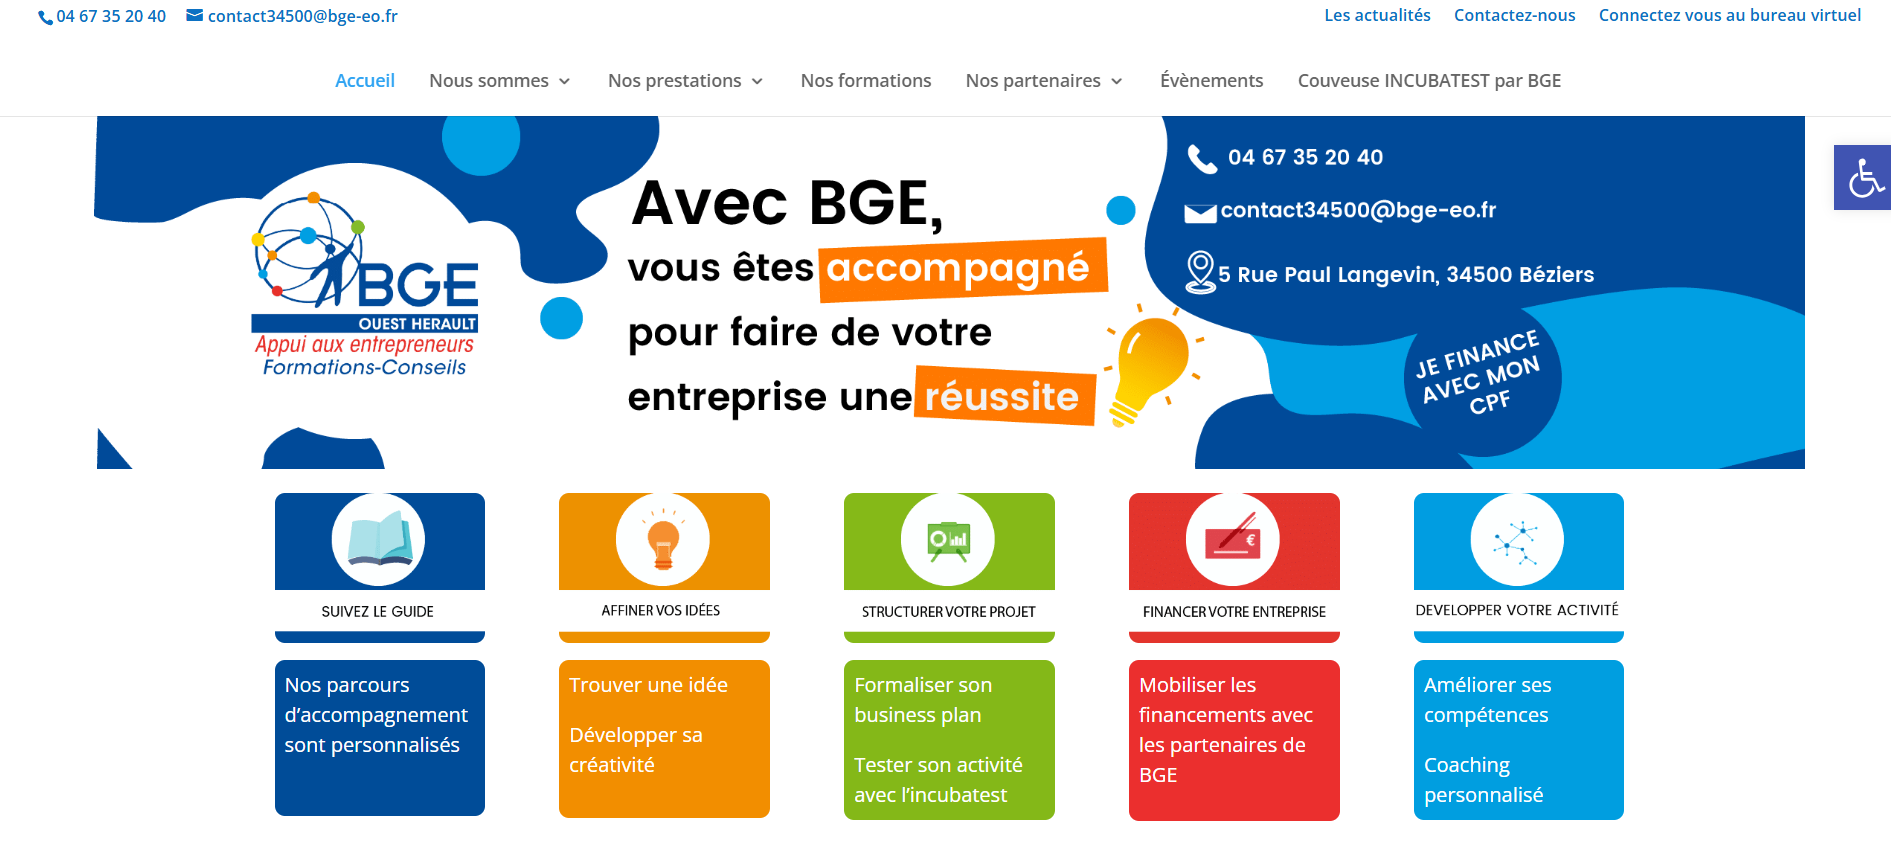 04 67 35 20 40 contact34500@bge-eo.fr Les actualités Contactez-nous Connectez vous au bureau virtuel
Accueil Nous sommes Nos prestations Nos formations Nos partenaires Évènements Couveuse INCUBATEST par BGE
BGE
OUEST HERAULT
Appui aux entrepreneurs
Formations-Conseils
Avec BGE,
vous êtes accompagné
pour faire de votre
entreprise une réussite
04 67 35 20 40
contact34500@bge-eo.fr
5 Rue Paul Langevin, 34500 Béziers
JE FINANCE
AVEC MON
CPF
€
SUIVEZ LE GUIDE
AFFINER VOS IDÉES
STRUCTURER VOTRE PROJET
FINANCER VOTRE ENTREPRISE
DEVELOPPER VOTRE ACTIVITÉ
Nos parcours
d’accompagnement
sont personnalisés
Trouver une idée
Développer sa
créativité
Formaliser son
business plan
Tester son activité
avec l’incubatest
Mobiliser les
financements avec
les partenaires de
BGE
Améliorer ses
compétences
Coaching
personnalisé